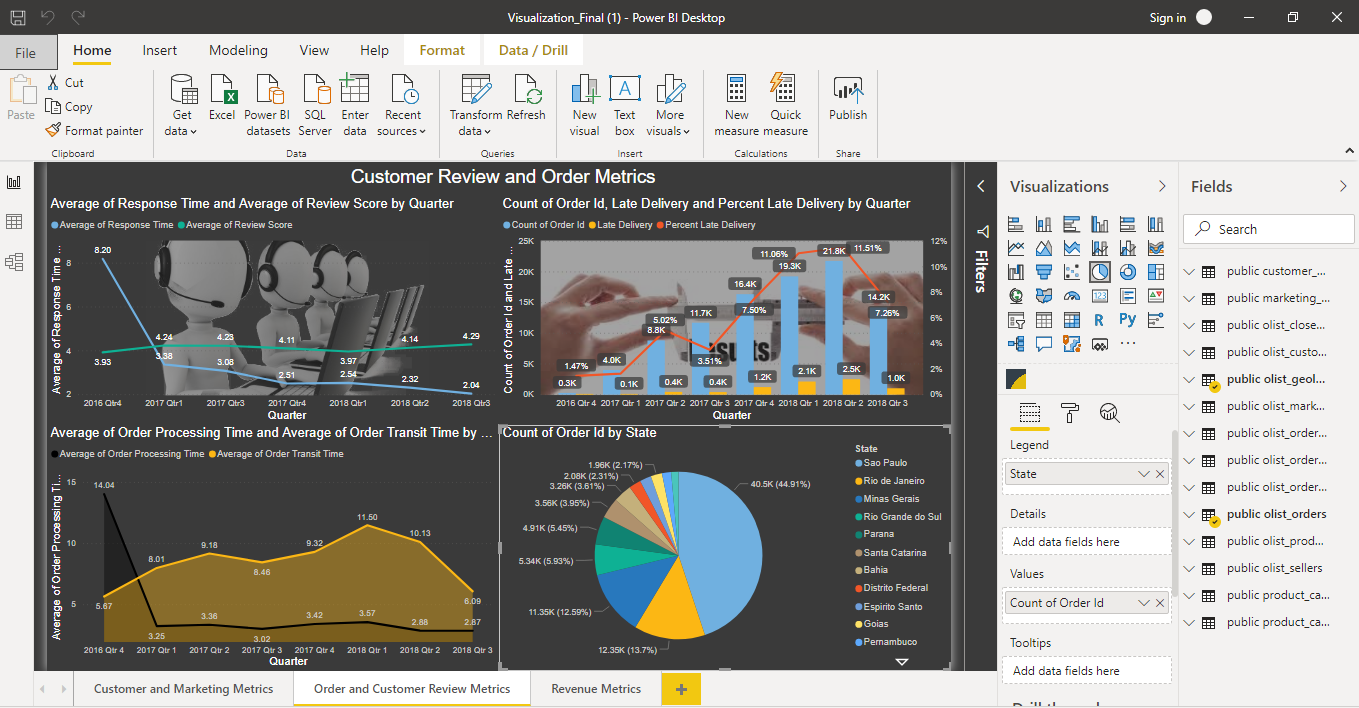 Visualization_Final (1) - Power BI Desktop
Sign in
File
Home
Insert
Modeling
View
Help
Format
Data / Drill
Paste
Cut
Copy
Format painter
Clipboard
Get data
Excel
Power BI datasets
SQL Server
Enter data
Recent sources
Data
Transform data
Refresh
Queries
New visual
A
Text box
More visuals
Insert
New measure
Quick measure
Calculations
Publish
Share
Customer Review and Order Metrics
Average of Response Time and Average of Review Score by Quarter
Average of Response Time
Average of Review Score
Average of Response Time ...
8
6
4
2
8.20
3.93
4.24
3.38
4.23
3.08
4.11
2.51
3.97
2.54
4.14
2.32
4.29
2.04
2016 Qtr4
2017 Qtr1
2017 Qtr3
2017 Qtr4
2018 Qtr1
2018 Qtr2
2018 Qtr3
Quarter
Count of Order Id, Late Delivery and Percent Late Delivery by Quarter
Count of Order Id
Late Delivery
Percent Late Delivery
Count of Order Id and Late ...
25K
20K
15K
10K
5K
0K
12%
10%
8%
6%
4%
2%
0%
1.47%
0.3K
4.0K
0.1K
5.02%
8.8K
0.4K
11.7K
3.51%
0.4K
16.4K
7.50%
1.2K
11.06%
19.3K
2.1K
21.8K
11.51%
2.5K
14.2K
7.26%
1.0K
2016 Qtr 4
2017 Qtr 1
2017 Qtr 2
2017 Qtr 3
2017 Qtr 4
2018 Qtr 1
2018 Qtr 2
2018 Qtr 3
Quarter
Average of Order Processing Time and Average of Order Transit Time by ...
Average of Order Processing Time
Average of Order Transit Time
Average of Order Processing Ti...
15
10
5
14.04
5.67
8.01
3.26
9.18
3.36
8.46
3.02
9.32
3.42
11.50
3.57
10.13
2.88
6.09
2.87
2016 Qtr 4
2017 Qtr 1
2017 Qtr 2
2017 Qtr 3
2017 Qtr 4
2018 Qtr 1
2018 Qtr 2
2018 Qtr 3
Quarter
Count of Order Id by State
1.96K (2.17%)
2.08K (2.31%)
3.26K (3.61%)
3.56K (3.95%)
4.91K (5.45%)
5.34K (5.93%)
11.35K (12.59%)
12.35K (13.7%)
40.5K (44.91%)
State
Sao Paulo
Rio de Janeiro
Minas Gerais
Rio Grande do Sul
Parana
Santa Catarina
Bahia
Distrito Federal
Espirito Santo
Goias
Pernambuco
Filters
Visualizations
123
R
Py
...
Legend
State
Details
Add data fields here
Values
Count of Order Id
Tooltips
Add data fields here
Fields
Search
public customer_...
public marketing_...
public olist_close...
public olist_custo...
public olist_geol...
public olist_mark...
public olist_order...
public olist_order...
public olist_order...
public olist_orders
public olist_prod...
public olist_sellers
public product_ca...
public product_ca...
Customer and Marketing Metrics
Order and Customer Review Metrics
Revenue Metrics
+